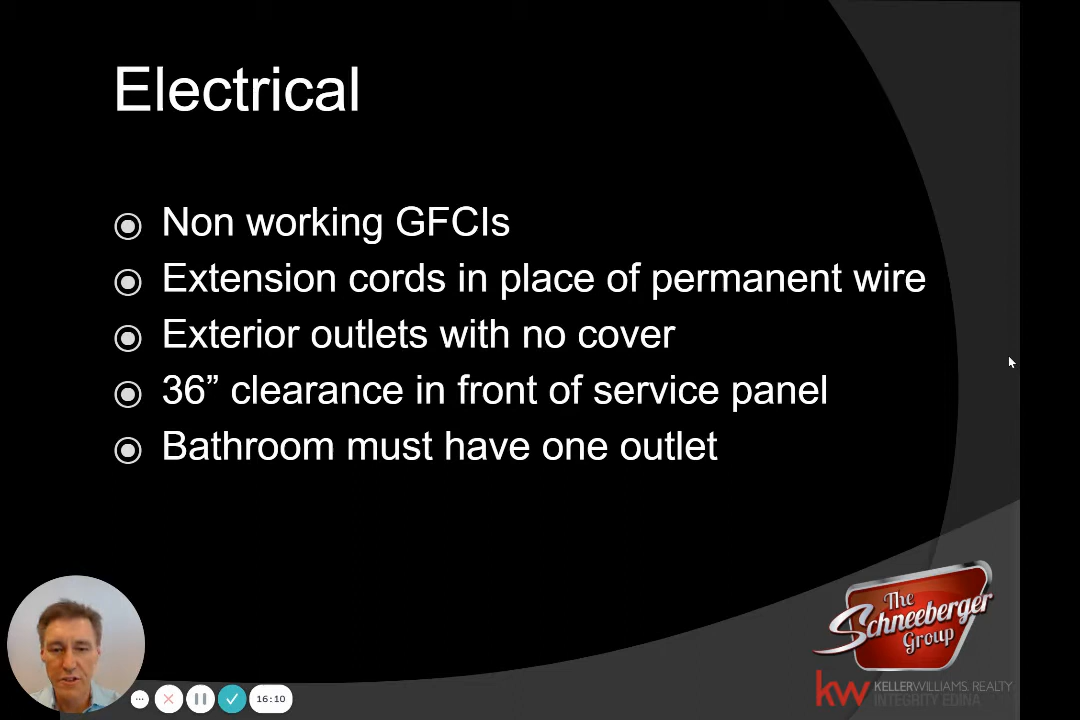 Electrical
Non working GFCIs
Extension cords in place of permanent wire
Exterior outlets with no cover
36” clearance in front of service panel
Bathroom must have one outlet
The
Schneeberger
Group
kw KELLERWILLIAMS. REALTY
INTEGRITY EDINA
16:10